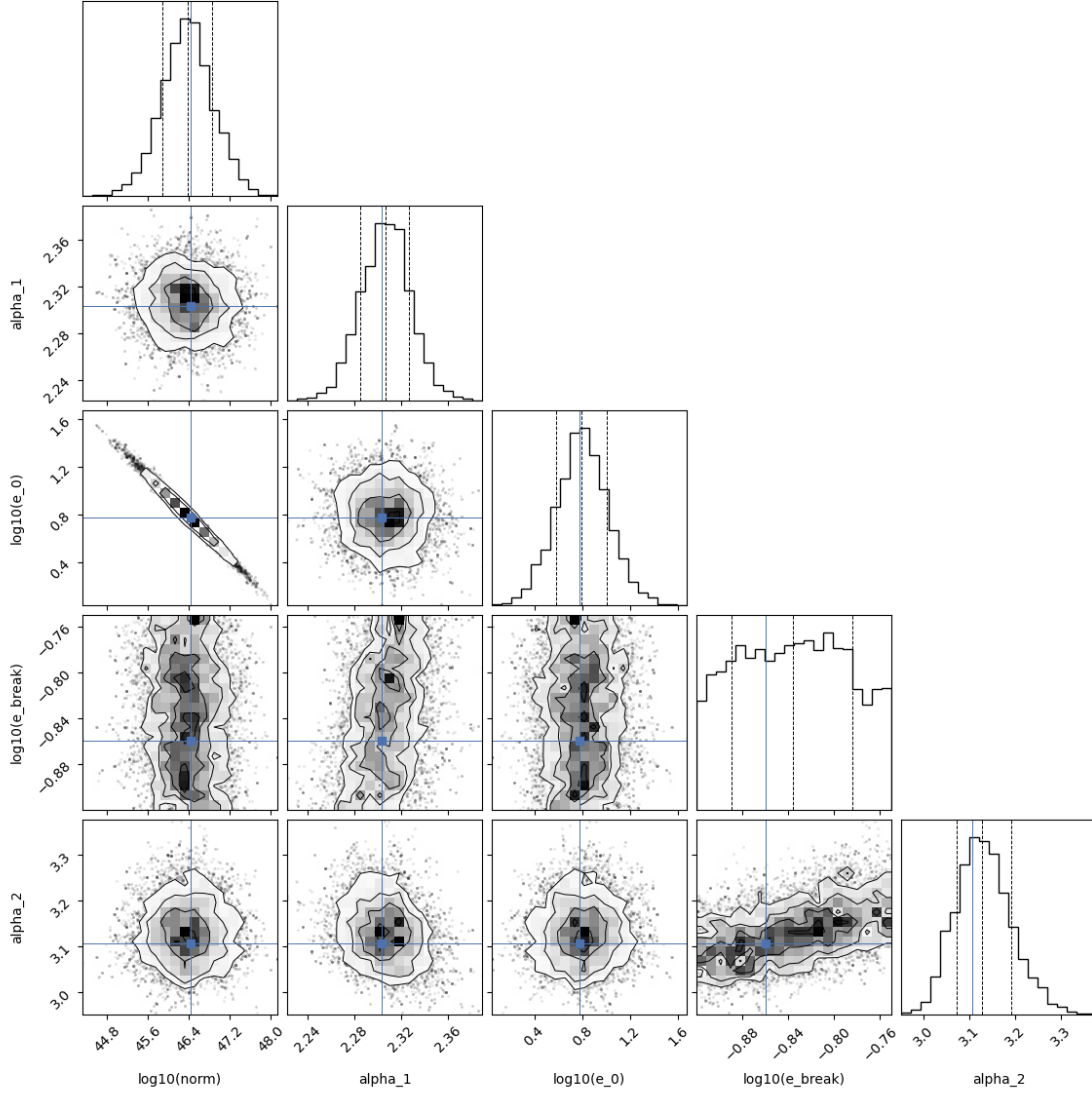 alpha_1
2.36
2.32
2.28
2.24
log10(e_0)
1.6
1.2
0.8
0.4
log10(e_break)
−0.76
−0.80
−0.84
−0.88
alpha_2
3.3
3.2
3.1
3.0
44.8 45.6 46.4 47.2 48.0
2.24 2.28 2.32 2.36
0.4 0.8 1.2 1.6
−0.88 −0.84 −0.80 −0.76
3.0 3.1 3.2 3.3
log10(norm) alpha_1 log10(e_0) log10(e_break) alpha_2